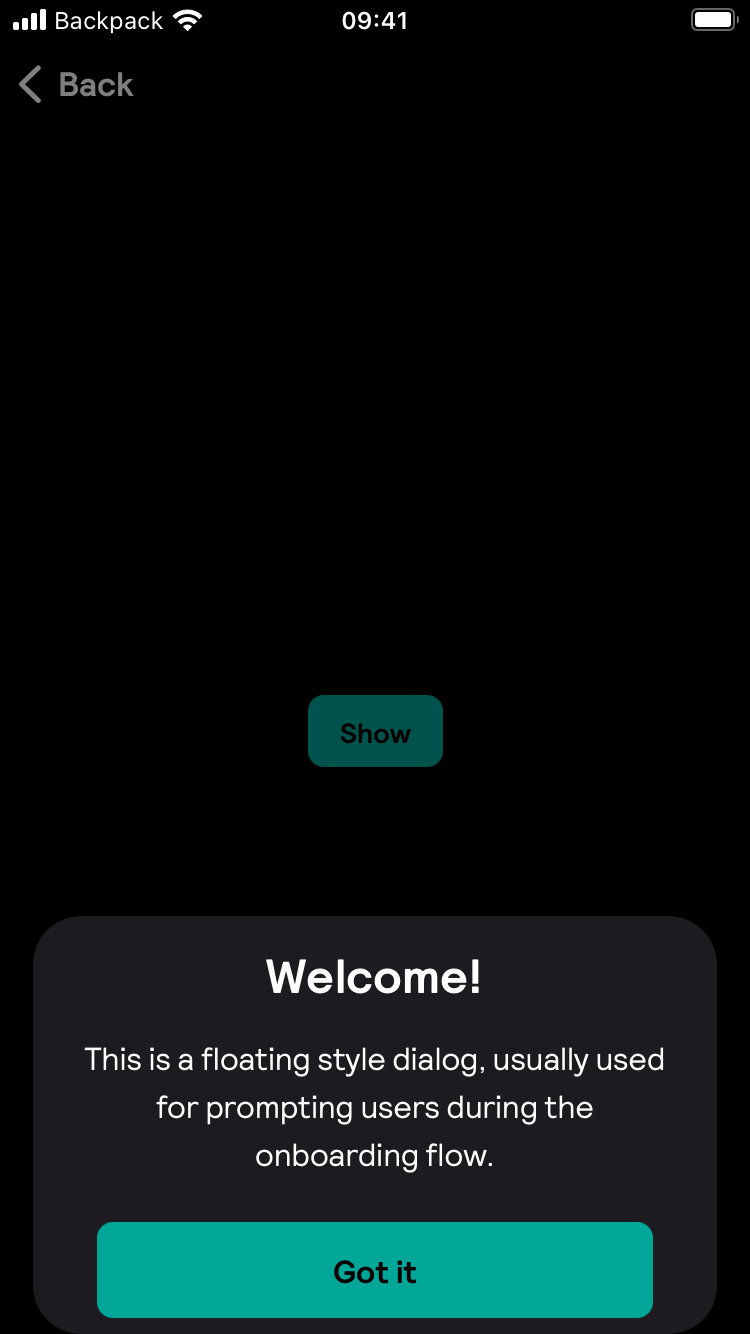 Backpack 09:41
Back
Show
Welcome!
This is a floating style dialog, usually used
for prompting users during the
onboarding flow.
Got it